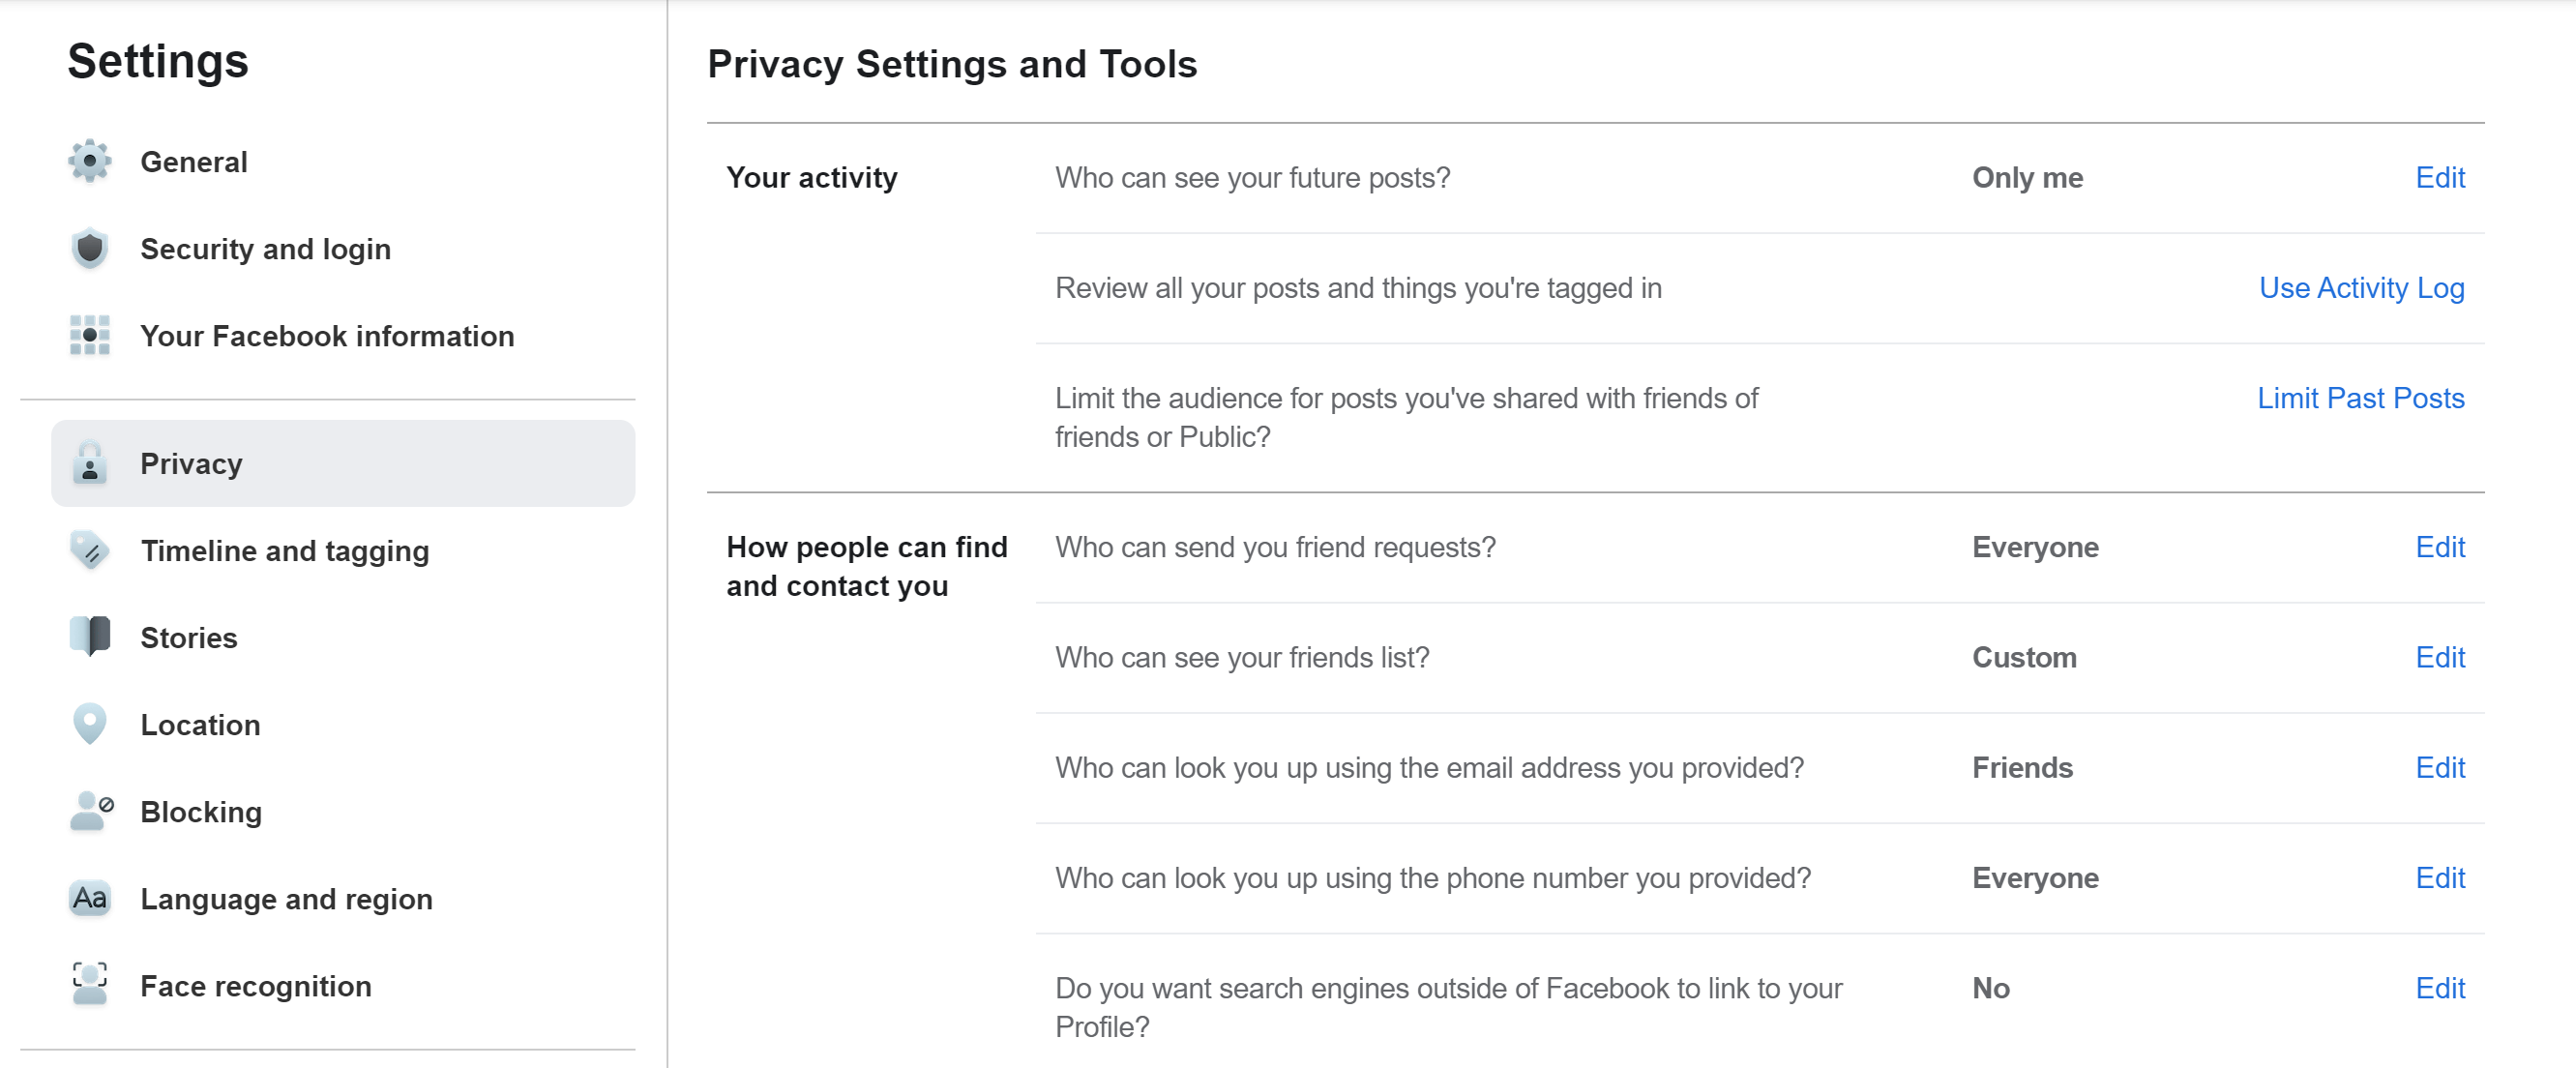 Settings
General
Security and login
Your Facebook information
Privacy
Timeline and tagging
Stories
Location
Blocking
Aa Language and region
Face recognition
Privacy Settings and Tools
Your activity
Who can see your future posts? Only me Edit
Review all your posts and things you're tagged in Use Activity Log
Limit the audience for posts you've shared with friends of Limit Past Posts
friends or Public?
How people can find
and contact you
Who can send you friend requests? Everyone Edit
Who can see your friends list? Custom Edit
Who can look you up using the email address you provided? Friends Edit
Who can look you up using the phone number you provided? Everyone Edit
Do you want search engines outside of Facebook to link to your No Edit
Profile?